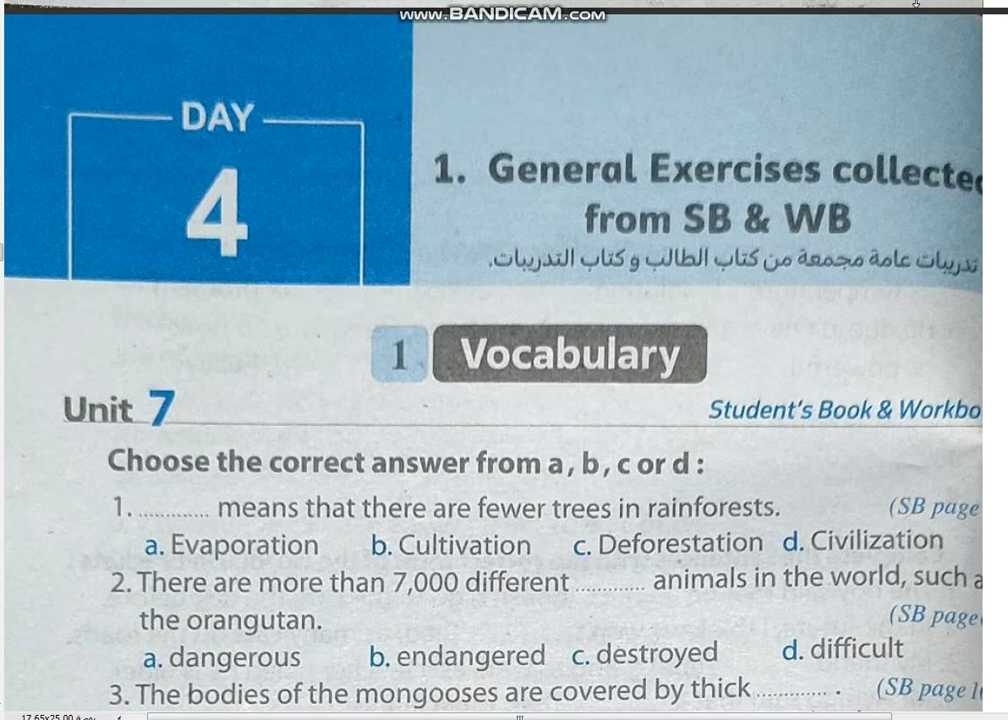 www.BANDICAM.com
DAY
4
1. General Exercises collected
from SB & WB
تدريبات عامة مجمعة من كتاب الطالب و كتاب التدريبات.
1 Vocabulary
Unit 7
Student's Book & Workbo
Choose the correct answer from a, b, c or d :
1. ............. means that there are fewer trees in rainforests. (SB page
a. Evaporation b. Cultivation c. Deforestation d. Civilization
2. There are more than 7,000 different ............. animals in the world, such a
the orangutan. (SB page
a. dangerous b. endangered c. destroyed d. difficult
3. The bodies of the mongooses are covered by thick ............. . (SB page 1